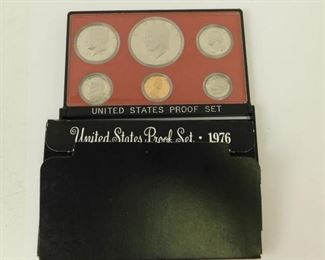 UNITED STATES PROOF SET
United States Proof Set · 1976